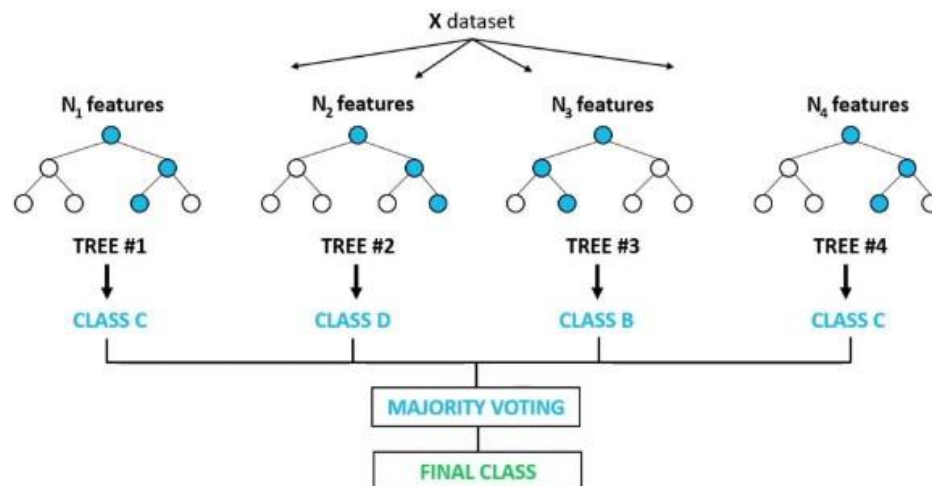 X dataset
N₁ features
N₂ features
N₃ features
N₄ features
TREE #1
TREE #2
TREE #3
TREE #4
CLASS C
CLASS D
CLASS B
CLASS C
MAJORITY VOTING
FINAL CLASS